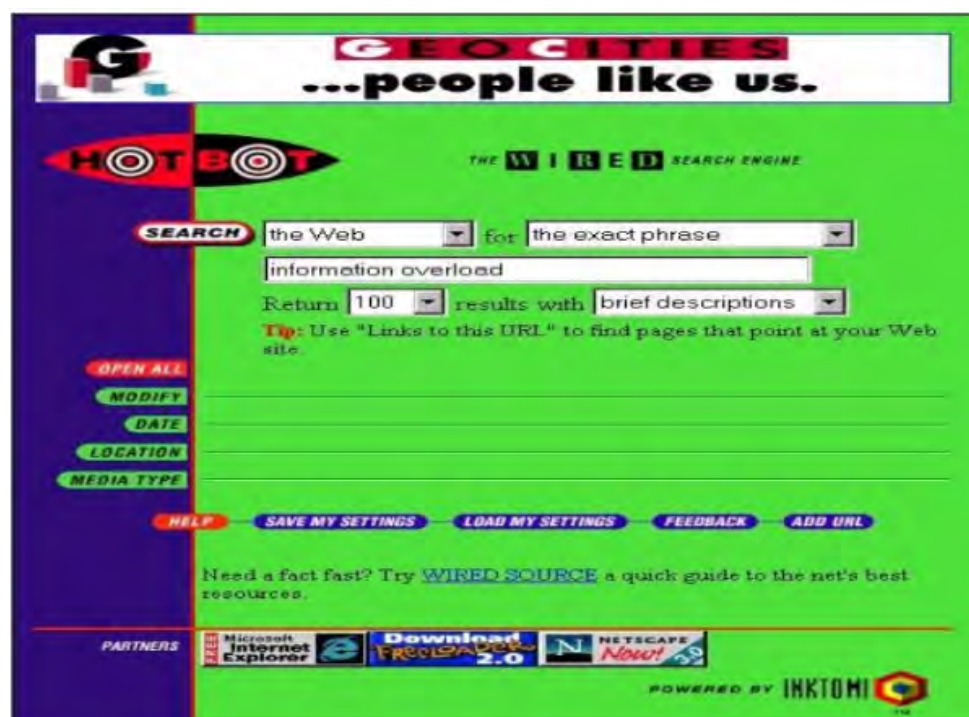 G
GEOCITIES
...people like us.
HOTBOT
THE WIRED SEARCH ENGINE
SEARCH the Web for the exact phrase
information overload
Return 100 results with brief descriptions
Tip: Use "Links to this URL" to find pages that point at your Web
site.
OPEN ALL
MODIFY
DATE
LOCATION
MEDIA TYPE
HELP SAVE MY SETTINGS LOAD MY SETTINGS FEEDBACK ADD URL
Need a fact fast? Try WIRED SOURCE a quick guide to the net's best
resources.
PARTNERS
FREE Microsoft Internet Explorer
Download FREELOADER 2.0
N NETSCAPE Now! 3.0
POWERED BY INKTOMI
TM